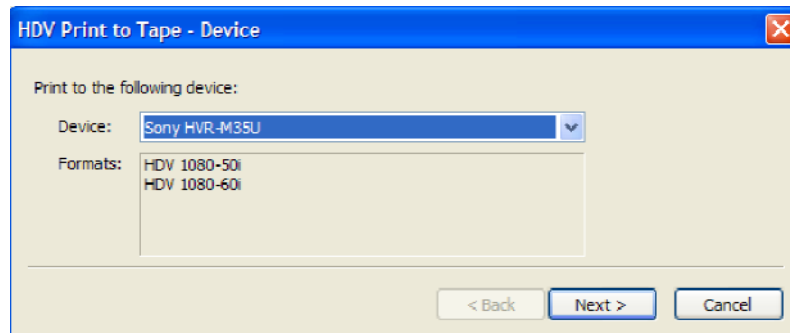 HDV Print to Tape - Device
Print to the following device:
Device: Sony HVR-M35U
Formats: HDV 1080-50i
HDV 1080-60i
< Back Next > Cancel